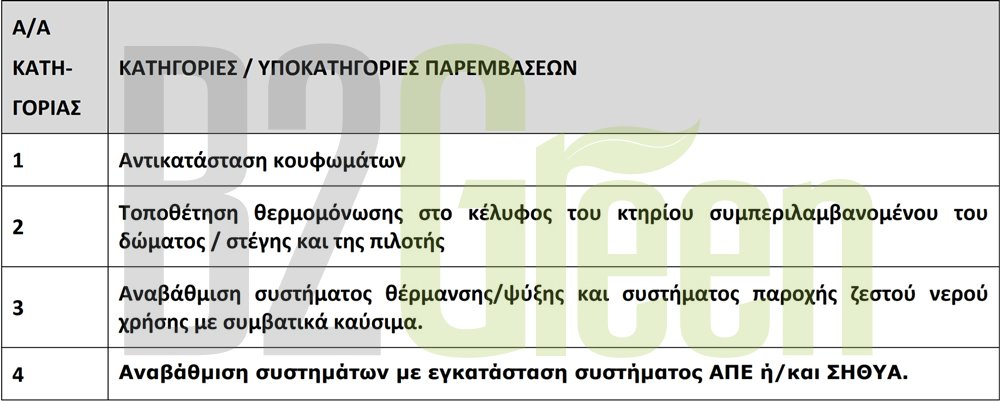 Α/Α
ΚΑΤΗ-
ΓΟΡΙΑΣ
ΚΑΤΗΓΟΡΙΕΣ / ΥΠΟΚΑΤΗΓΟΡΙΕΣ ΠΑΡΕΜΒΑΣΕΩΝ
1
Αντικατάσταση κουφωμάτων
2
Τοποθέτηση θερμομόνωσης στο κέλυφος του κτηρίου συμπεριλαμβανομένου του
δώματος / στέγης και της πιλοτής
3
Αναβάθμιση συστήματος θέρμανσης/ψύξης και συστήματος παροχής ζεστού νερού
χρήσης με συμβατικά καύσιμα.
4
Αναβάθμιση συστημάτων με εγκατάσταση συστήματος ΑΠΕ ή/και ΣΗΘΥΑ.
B2Green